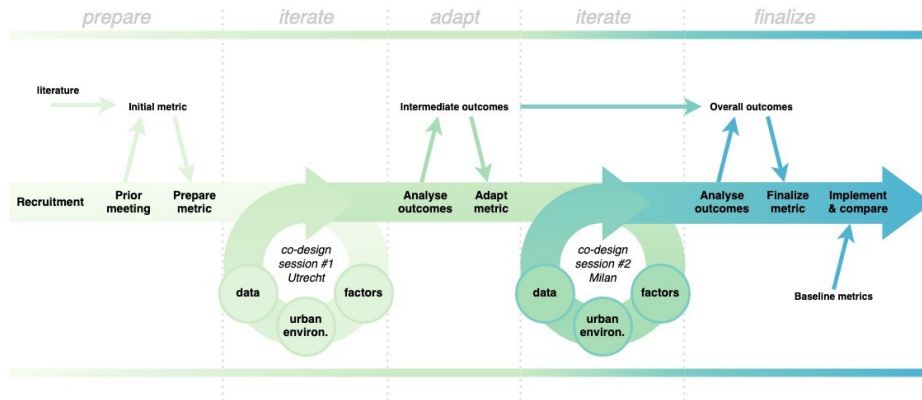 prepare
iterate
adapt
iterate
finalize
literature
Initial metric
Intermediate outcomes
Overall outcomes
Recruitment
Prior
meeting
Prepare
metric
Analyse
outcomes
Adapt
metric
Analyse
outcomes
Finalize
metric
Implement
& compare
co-design
session #1
Utrecht
data
urban
environ.
factors
co-design
session #2
Milan
data
urban
environ.
factors
Baseline metrics